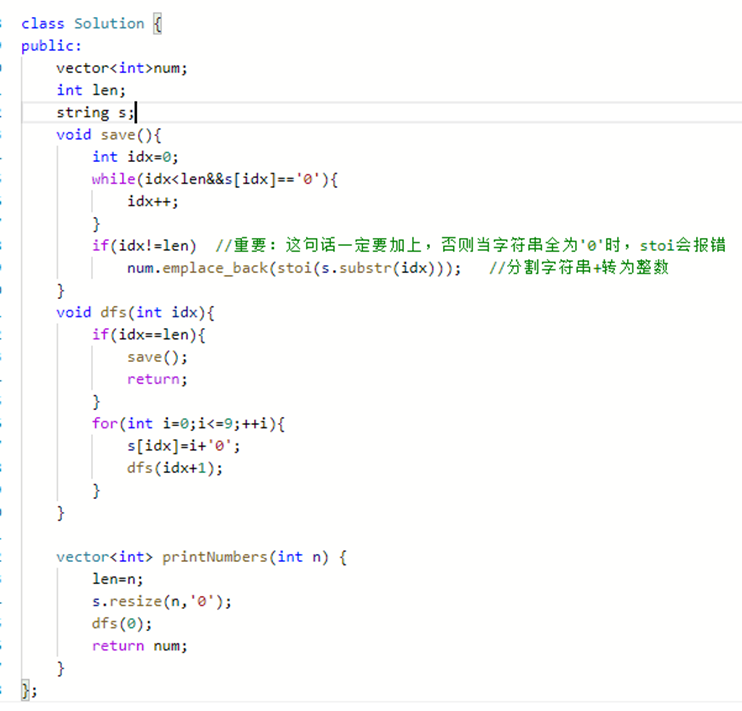 class Solution {
public:
    vector<int>num;
    int len;
    string s;
    void save(){
        int idx=0;
        while(idx<len&&s[idx]=='0'){
            idx++;
        }
        if(idx!=len)  //重要：这句话一定要加上，否则当字符串全为'0'时，stoi会报错
            num.emplace_back(stoi(s.substr(idx)));   //分割字符串+转为整数
    }
    void dfs(int idx){
        if(idx==len){
            save();
            return;
        }
        for(int i=0;i<=9;++i){
            s[idx]=i+'0';
            dfs(idx+1);
        }
    }

    vector<int> printNumbers(int n) {
        len=n;
        s.resize(n,'0');
        dfs(0);
        return num;
    }
};